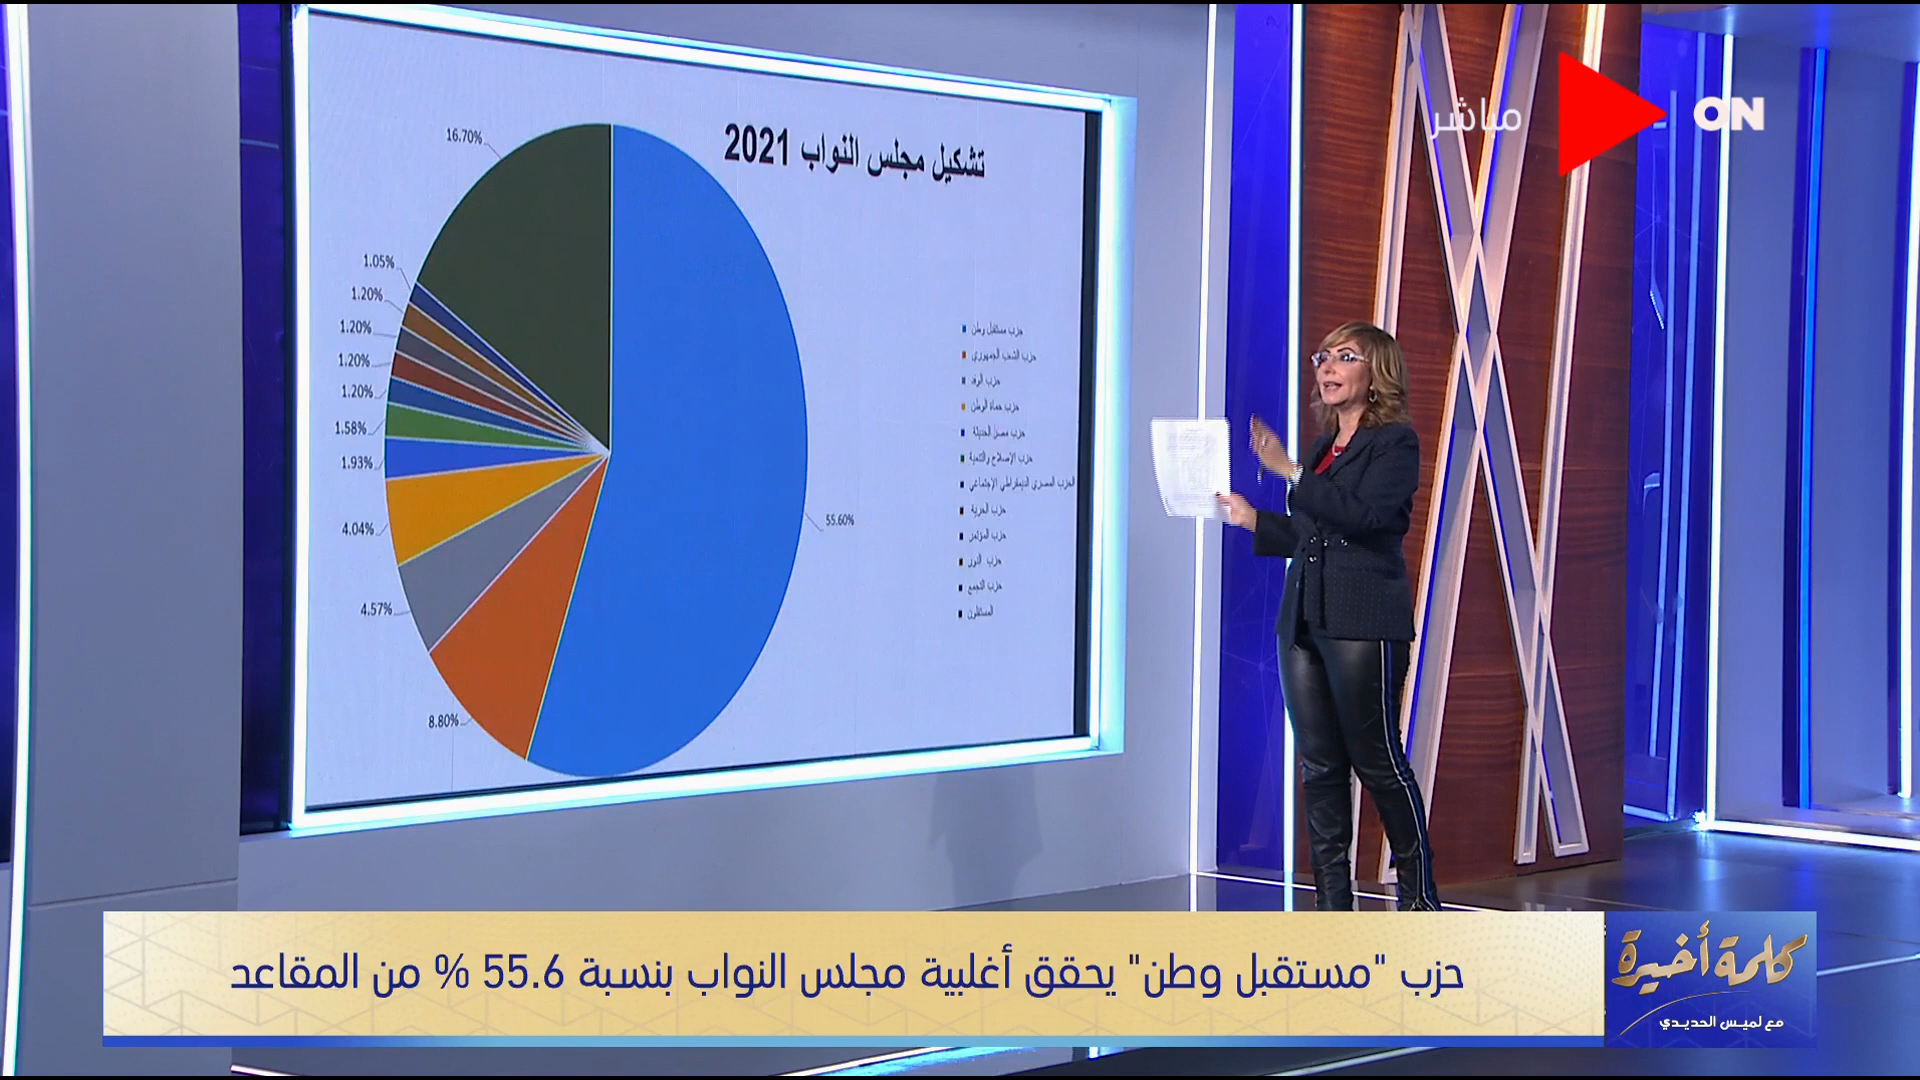 مباشر
ON
تشكيل مجلس النواب 2021
16.70%
1.05%
1.20%
1.20%
1.20%
1.20%
1.58%
1.93%
4.04%
4.57%
8.80%
55.60%
حزب مستقبل وطن
حزب الشعب الجمهوري
حزب الوفد
حزب حماة الوطن
حزب مصر الحديثة
حزب الإصلاح والتنمية
الحزب المصري الديمقراطي الإجتماعي
حزب الحرية
حزب المؤتمر
حزب النور
حزب التجمع
المستقلون
حزب "مستقبل وطن" يحقق أغلبية مجلس النواب بنسبة 55.6 % من المقاعد
كلمة أخيرة
مع لميس الحديدي